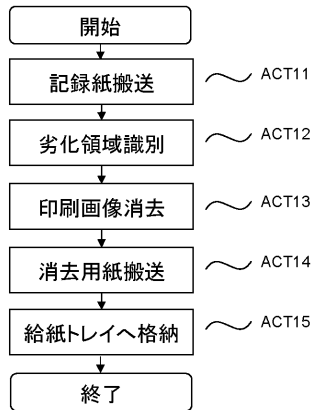 開始
記録紙搬送 ACT11
劣化領域識別 ACT12
印刷画像消去 ACT13
消去用紙搬送 ACT14
給紙トレイへ格納 ACT15
終了